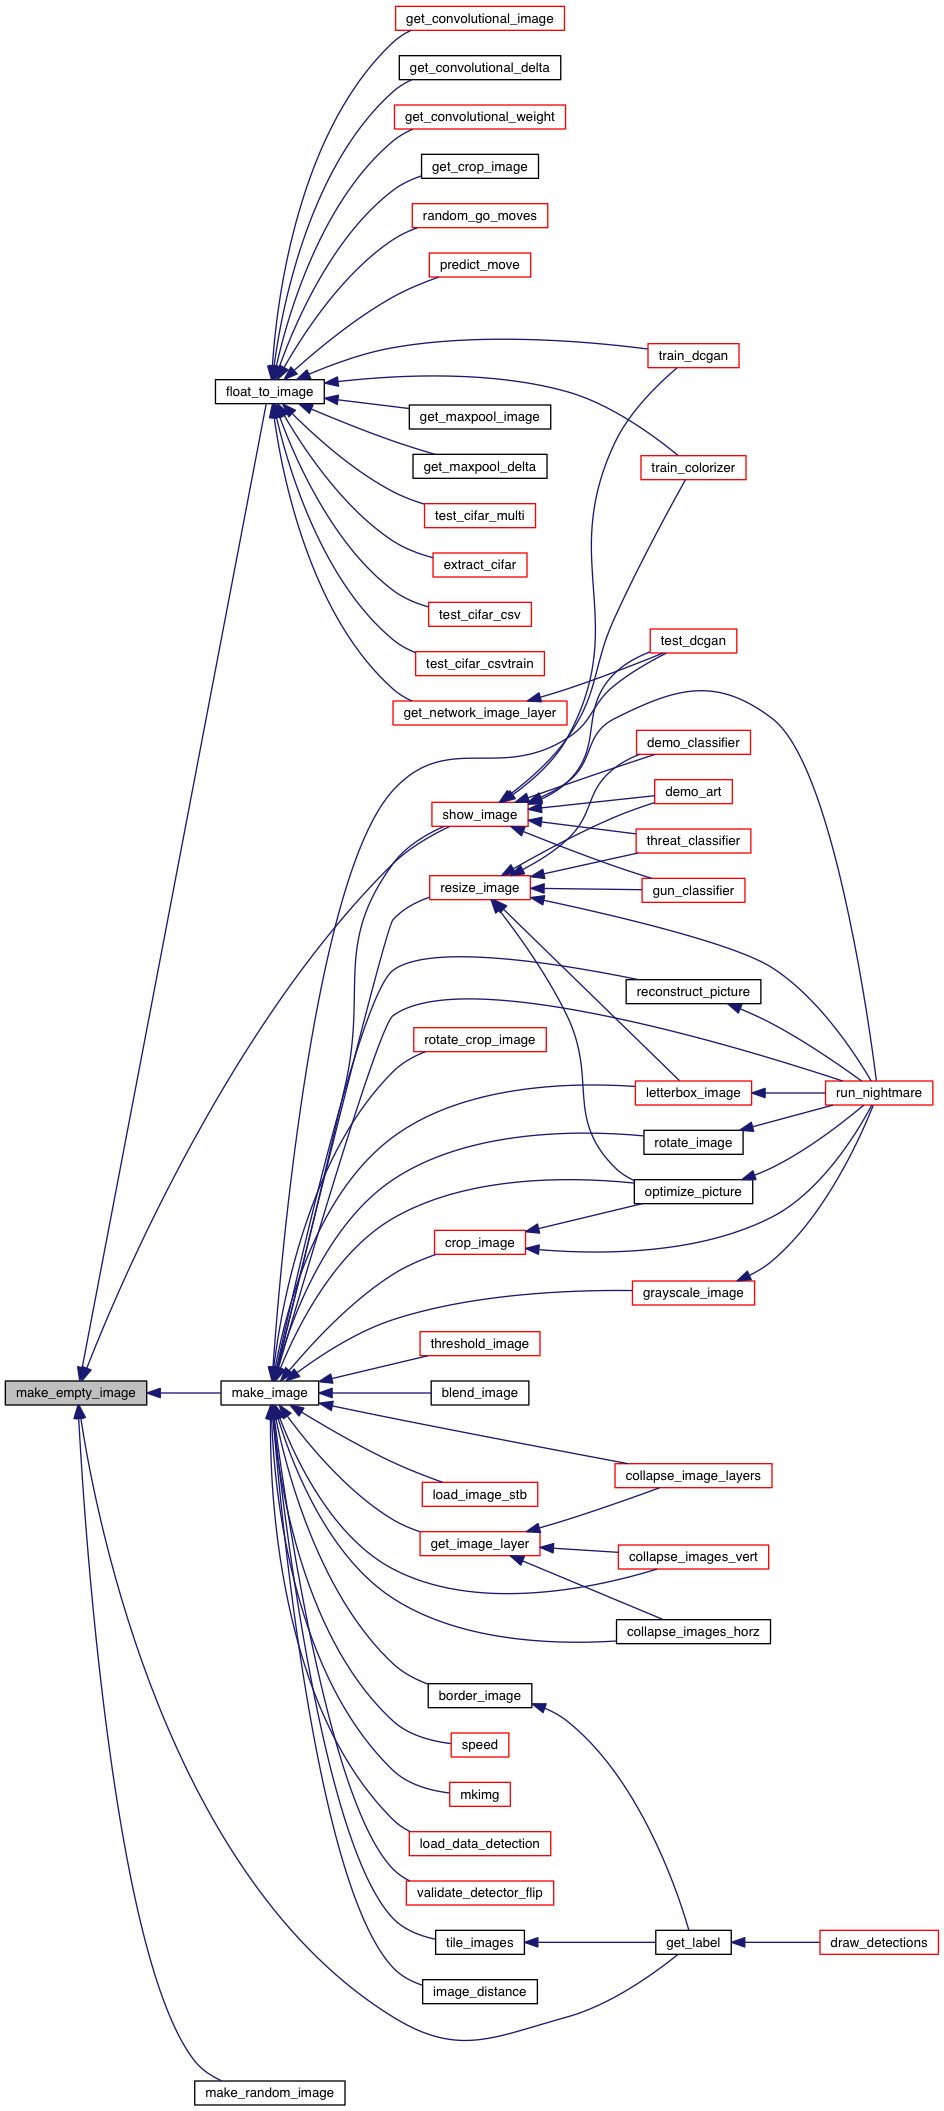 get_convolutional_image
get_convolutional_delta
get_convolutional_weight
get_crop_image
random_go_moves
predict_move
train_dcgan
float_to_image
get_maxpool_image
get_maxpool_delta
train_colorizer
test_cifar_multi
extract_cifar
test_cifar_csv
test_cifar_csvtrain
test_dcgan
get_network_image_layer
demo_classifier
demo_art
show_image
threat_classifier
resize_image
gun_classifier
reconstruct_picture
rotate_crop_image
letterbox_image
run_nightmare
rotate_image
optimize_picture
crop_image
grayscale_image
threshold_image
make_empty_image
make_image
blend_image
collapse_image_layers
load_image_stb
get_image_layer
collapse_images_vert
collapse_images_horz
border_image
speed
mkimg
load_data_detection
validate_detector_flip
tile_images
get_label
draw_detections
image_distance
make_random_image